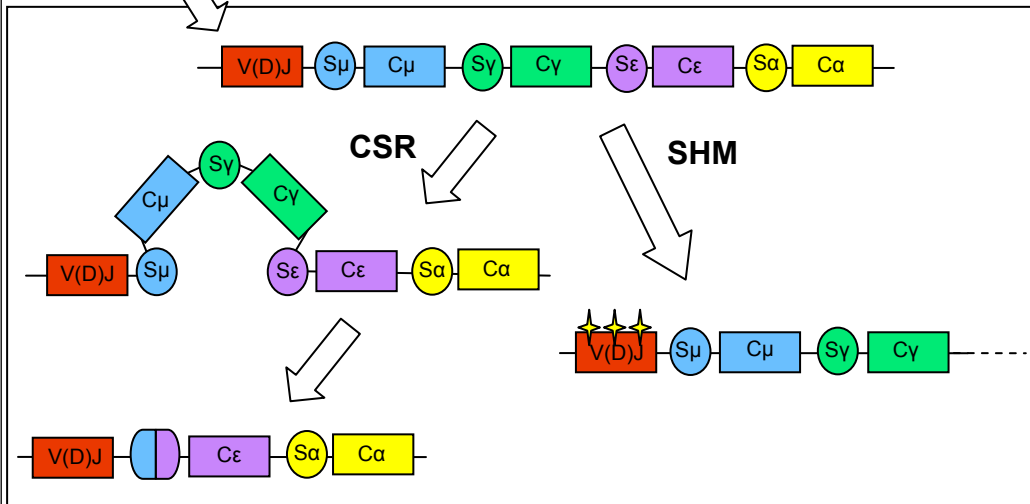 V(D)J Sμ Cμ Sγ Cγ Sε Cε Sα Cα
CSR
SHM
Cμ Sγ Cγ
V(D)J Sμ Sε Cε Sα Cα
V(D)J Sμ Cμ Sγ Cγ
V(D)J Cε Sα Cα